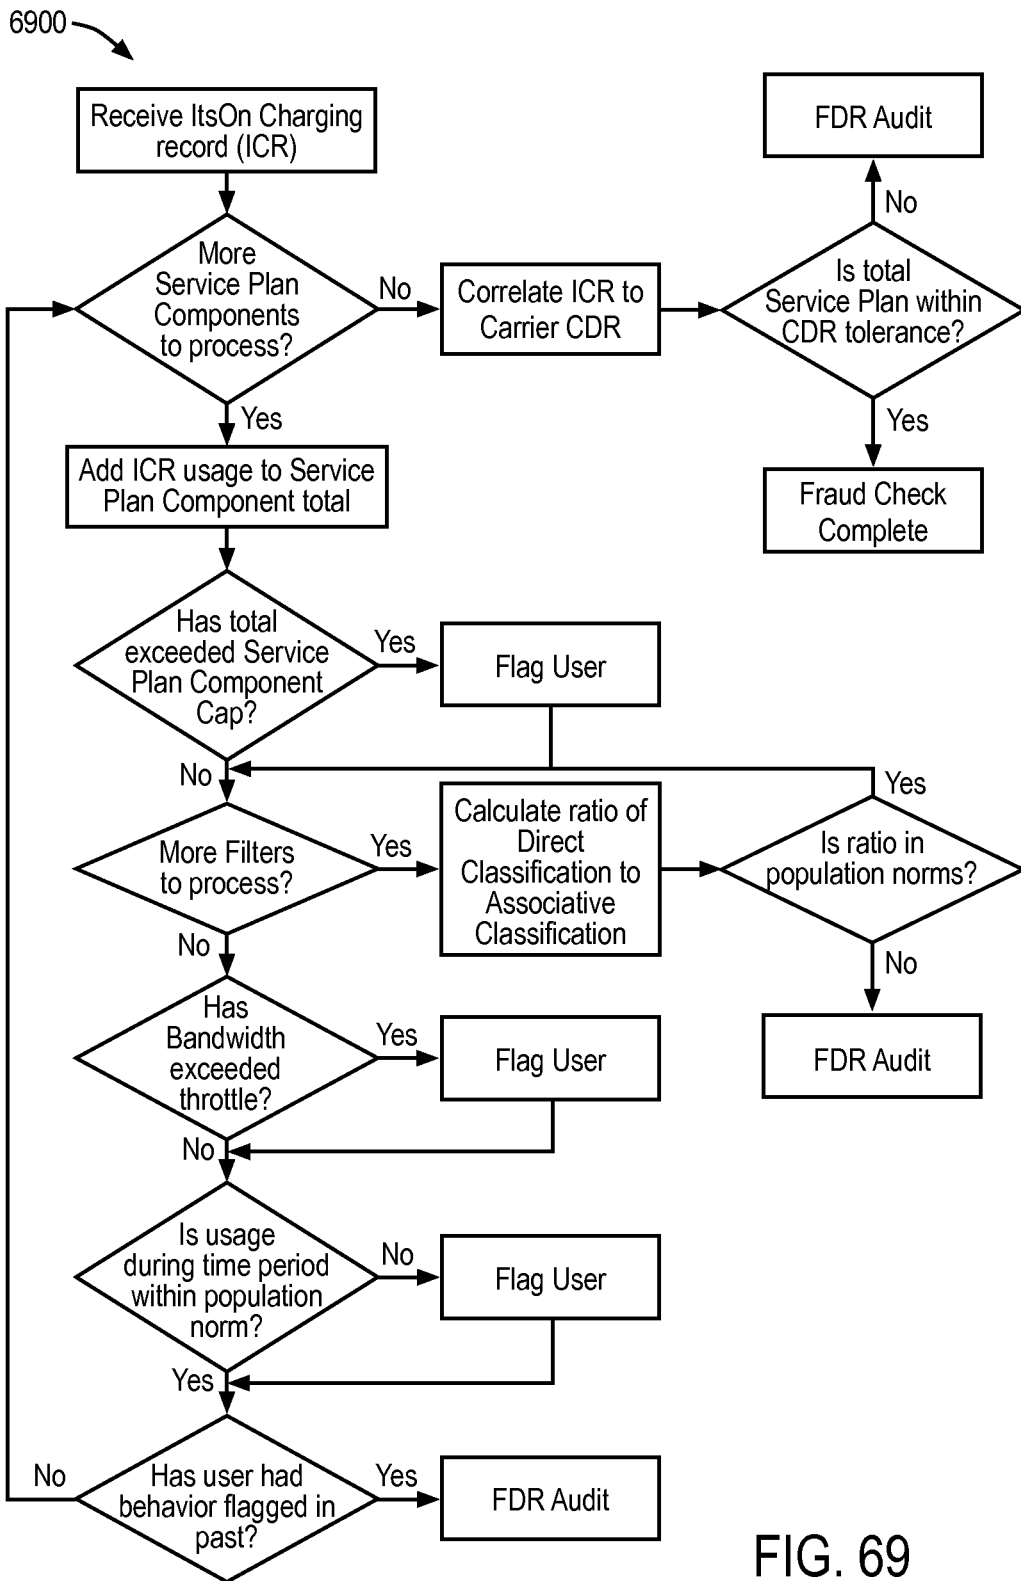 6900
Receive ItsOn Charging
record (ICR)
FDR Audit
No
More
Service Plan
Components
to process?
No
Correlate ICR to
Carrier CDR
Is total
Service Plan within
CDR tolerance?
Yes
Yes
Add ICR usage to Service
Plan Component total
Fraud Check
Complete
Has total
exceeded Service
Plan Component
Cap?
Yes
Flag User
No
Yes
More Filters
to process?
Yes
Calculate ratio of
Direct
Classification to
Associative
Classification
Is ratio in
population norms?
No
No
Has
Bandwidth
exceeded
throttle?
Yes
Flag User
FDR Audit
No
Is usage
during time period
within population
norm?
No
Flag User
Yes
No
Has user had
behavior flagged in
past?
Yes
FDR Audit
FIG. 69